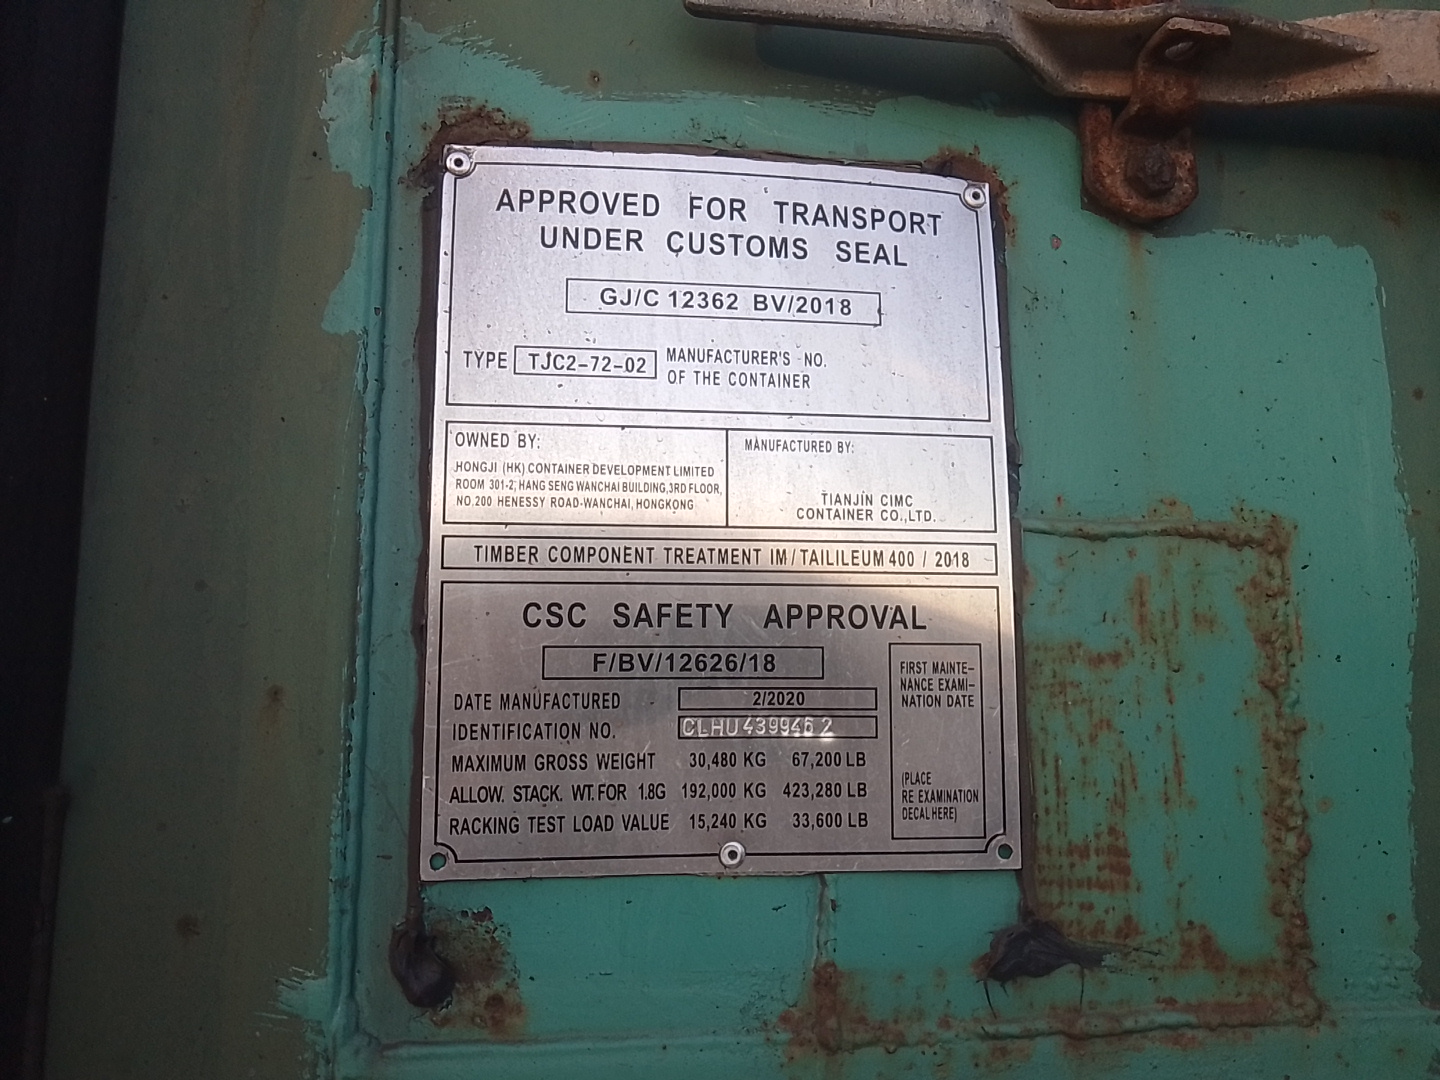 APPROVED FOR TRANSPORT
UNDER CUSTOMS SEAL
GJ/C 12362 BV/2018
TYPE TJC2-72-02 MANUFACTURER'S NO.
OF THE CONTAINER
OWNED BY:
HONGJI (HK) CONTAINER DEVELOPMENT LIMITED
ROOM 301-2, HANG SENG WANCHAI BUILDING,3RD FLOOR,
NO.200 HENESSY ROAD-WANCHAI, HONGKONG
MANUFACTURED BY:
TIANJIN CIMC
CONTAINER CO.,LTD.
TIMBER COMPONENT TREATMENT IM/TAILILEUM 400 / 2018
CSC SAFETY APPROVAL
F/BV/12626/18
DATE MANUFACTURED 2/2020
IDENTIFICATION NO. CLHU4399462
MAXIMUM GROSS WEIGHT 30,480 KG 67,200 LB
ALLOW. STACK. WT.FOR 1.8G 192,000 KG 423,280 LB
RACKING TEST LOAD VALUE 15,240 KG 33,600 LB
FIRST MAINTE-
NANCE EXAMI-
NATION DATE
(PLACE
RE EXAMINATION
DECAL HERE)